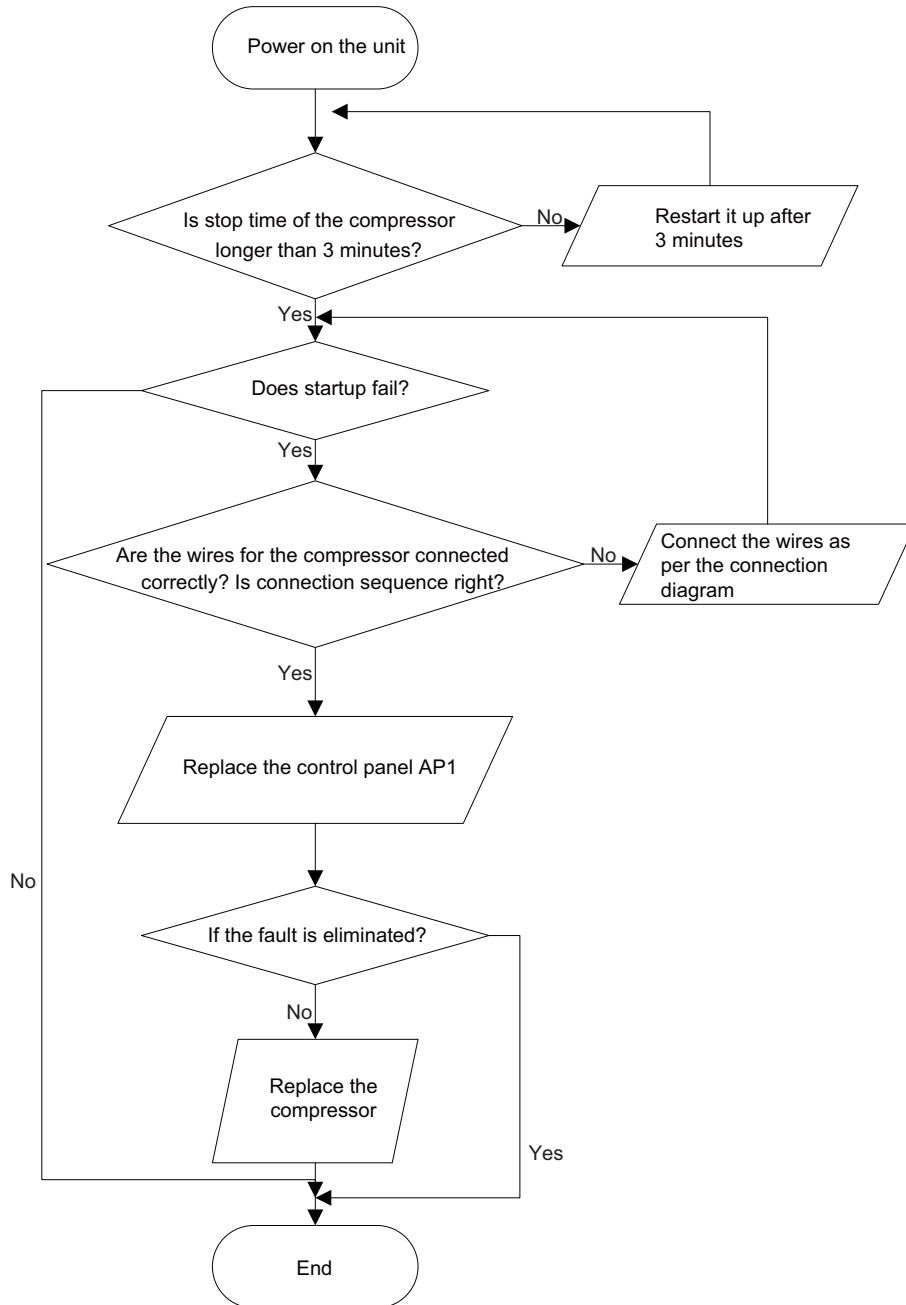 Power on the unit
Is stop time of the compressor
longer than 3 minutes?
No
Restart it up after
3 minutes
Yes
Does startup fail?
Yes
Are the wires for the compressor connected
correctly? Is connection sequence right?
No
Connect the wires as
per the connection
diagram
Yes
Replace the control panel AP1
No
If the fault is eliminated?
No
Replace the
compressor
Yes
End